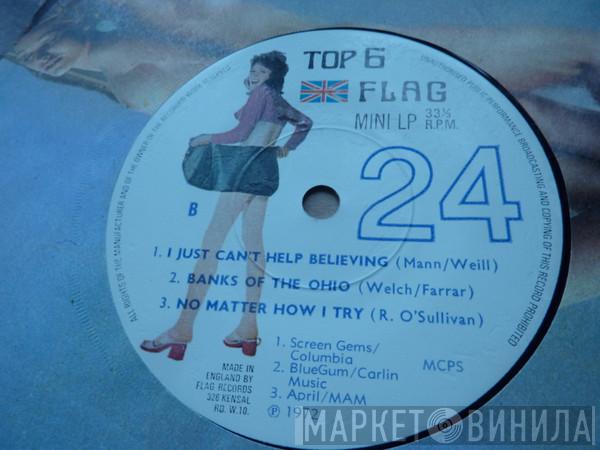 TOP 6
FLAG
MINI LP 33⅓ R.P.M.
24
B
1. I JUST CAN'T HELP BELIEVING (Mann/Weill)
2. BANKS OF THE OHIO (Welch/Farrar)
3. NO MATTER HOW I TRY (R. O'Sullivan)
1. Screen Gems/
Columbia
2. BlueGum/Carlin
Music
3. April/MAM
MCPS
MADE IN
ENGLAND BY
FLAG RECORDS
326 KENSAL
RD. W.10.
℗ 1972
ALL RIGHTS OF THE MANUFACTURER AND OF THE OWNER OF THE RECORDED WORK RESERVED
UNAUTHORISED PUBLIC PERFORMANCE BROADCASTING AND COPYING OF THIS RECORD PROHIBITED
МАРКЕТ ВИНИЛА